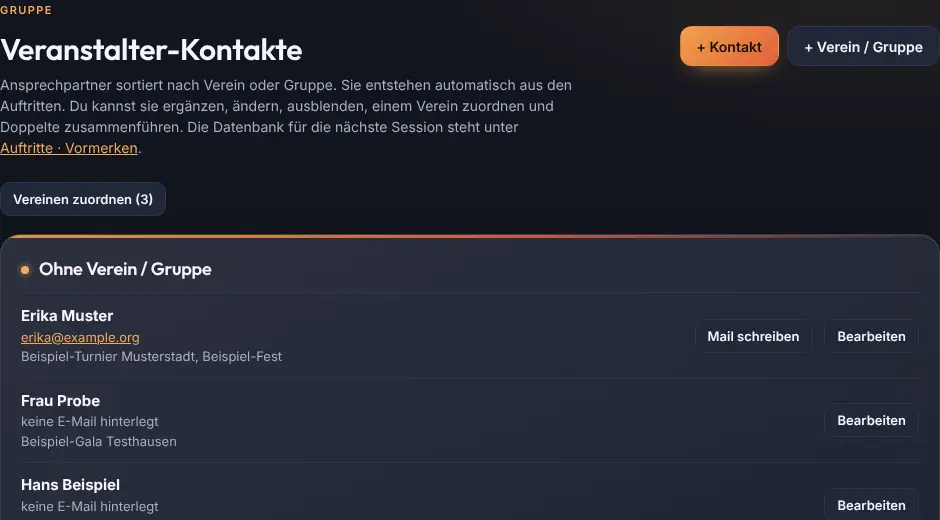 GRUPPE
Veranstalter-Kontakte
+ Kontakt
+ Verein / Gruppe
Ansprechpartner sortiert nach Verein oder Gruppe. Sie entstehen automatisch aus den
Auftritten. Du kannst sie ergänzen, ändern, ausblenden, einem Verein zuordnen und
Doppelte zusammenführen. Die Datenbank für die nächste Session steht unter
Auftritte · Vormerken.
Vereinen zuordnen (3)
Ohne Verein / Gruppe
Erika Muster
erika@example.org
Beispiel-Turnier Musterstadt, Beispiel-Fest
Mail schreiben
Bearbeiten
Frau Probe
keine E-Mail hinterlegt
Beispiel-Gala Testhausen
Bearbeiten
Hans Beispiel
keine E-Mail hinterlegt
Bearbeiten